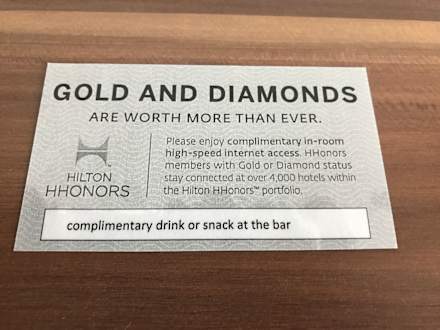 GOLD AND DIAMONDS
ARE WORTH MORE THAN EVER.
HILTON
HHONORS
Please enjoy complimentary in-room
high-speed internet access. HHonors
members with Gold or Diamond status
stay connected at over 4,000 hotels within
the Hilton HHonors™ portfolio.
complimentary drink or snack at the bar